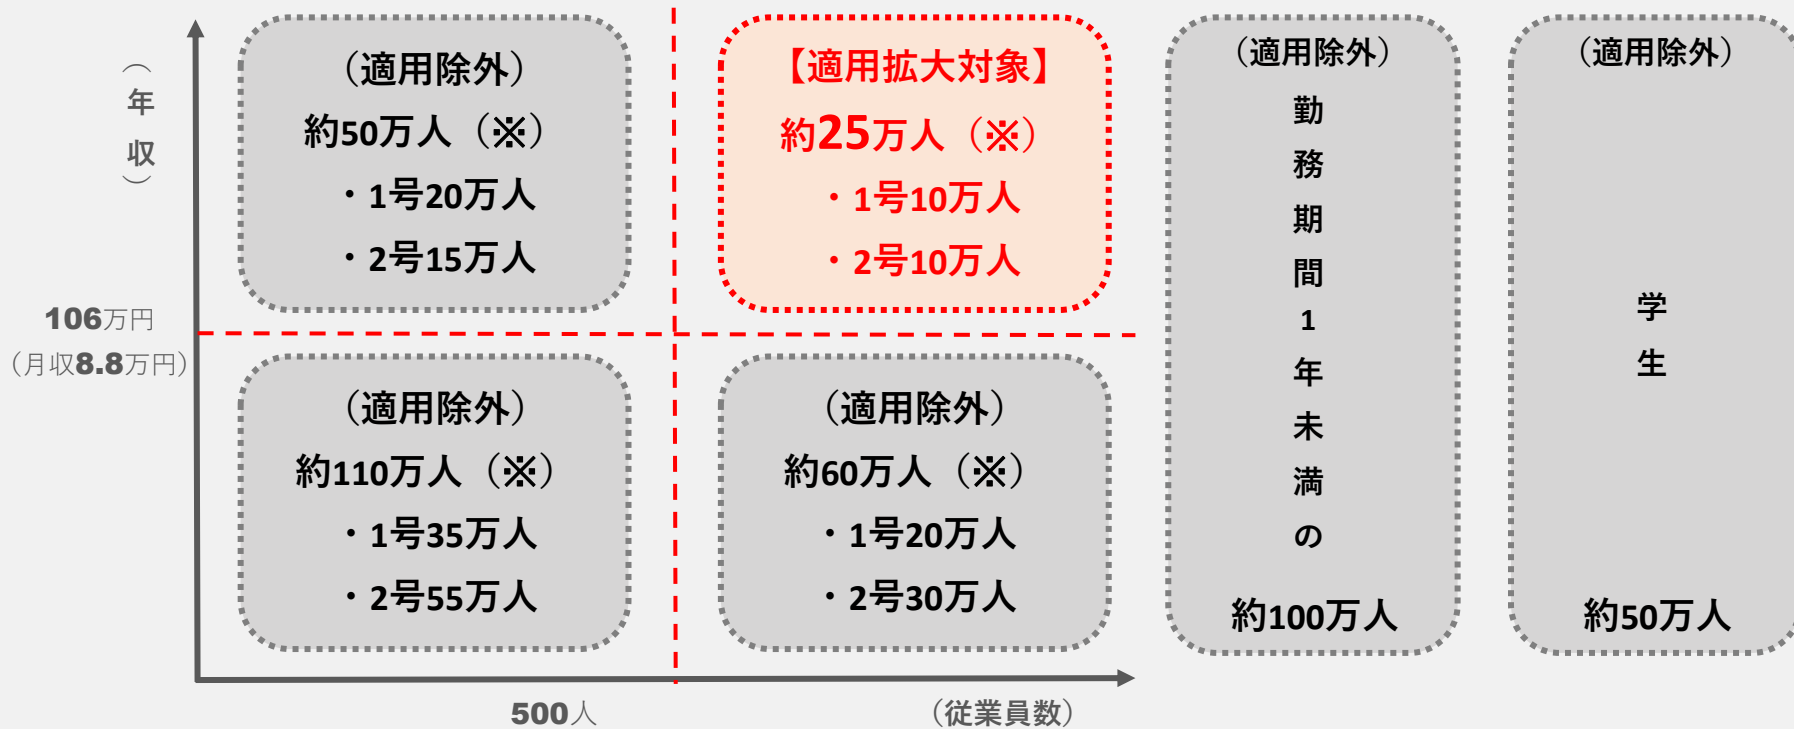 （年収）
106万円
（月収8.8万円）
（適用除外）
約50万人（※）
・1号20万人
・2号15万人
【適用拡大対象】
約25万人（※）
・1号10万人
・2号10万人
（適用除外）
約110万人（※）
・1号35万人
・2号55万人
（適用除外）
約60万人（※）
・1号20万人
・2号30万人
500人
（従業員数）
（適用除外）
勤務期間1年未満の
約100万人
（適用除外）
学生
約50万人